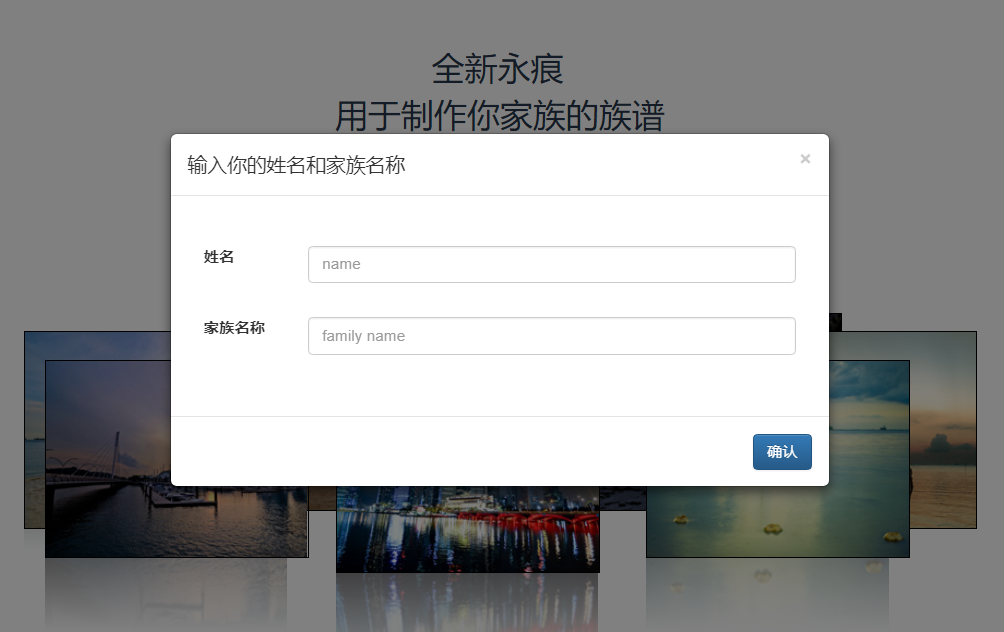 全新永痕
用于制作你家族的族谱
输入你的姓名和家族名称
×
姓名
name
家族名称
family name
确认